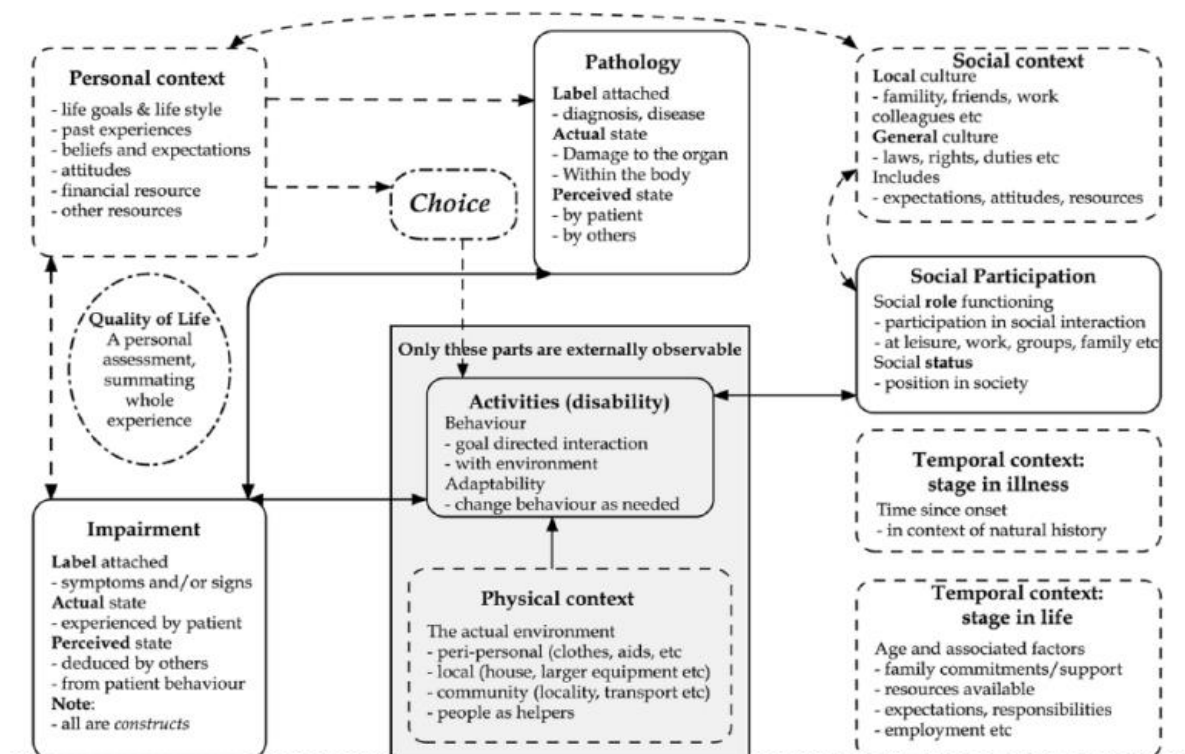 Personal context
- life goals & life style
- past experiences
- beliefs and expectations
- attitudes
- financial resource
- other resources
Pathology
Label attached
- diagnosis, disease
Actual state
- Damage to the organ
- Within the body
Perceived state
- by patient
- by others
Social context
Local culture
- famility, friends, work
colleagues etc
General culture
- laws, rights, duties etc
Includes
- expectations, attitudes, resources
Choice
Quality of Life
A personal
assessment,
summating
whole
experience
Social Participation
Social role functioning
- participation in social interaction
- at leisure, work, groups, family etc
Social status
- position in society
Only these parts are externally observable
Activities (disability)
Behaviour
- goal directed interaction
- with environment
Adaptability
- change behaviour as needed
Temporal context:
stage in illness
Time since onset
- in context of natural history
Impairment
Label attached
- symptoms and/or signs
Actual state
- experienced by patient
Perceived state
- deduced by others
- from patient behaviour
Note:
- all are constructs
Physical context
The actual environment
- peri-personal (clothes, aids, etc
- local (house, larger equipment etc)
- community (locality, transport etc)
- people as helpers
Temporal context:
stage in life
Age and associated factors
- family commitments/support
- resources available
- expectations, responsibilities
- employment etc